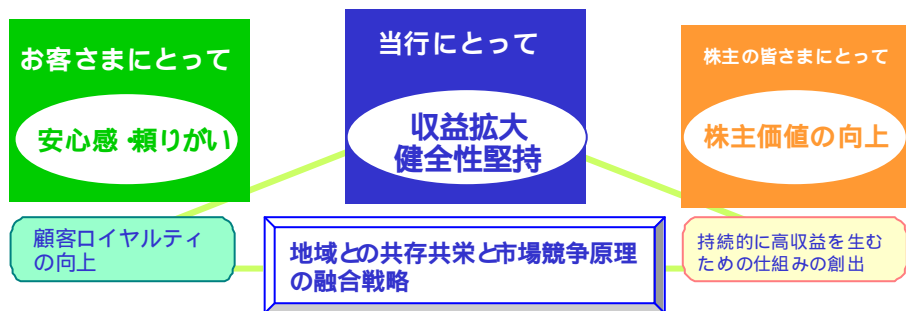 お客さまにとって
安心感・頼りがい
当行にとって
収益拡大
健全性堅持
株主の皆さまにとって
株主価値の向上
顧客ロイヤルティ
の向上
地域との共存共栄と市場競争原理
の融合戦略
持続的に高収益を生む
ための仕組みの創出